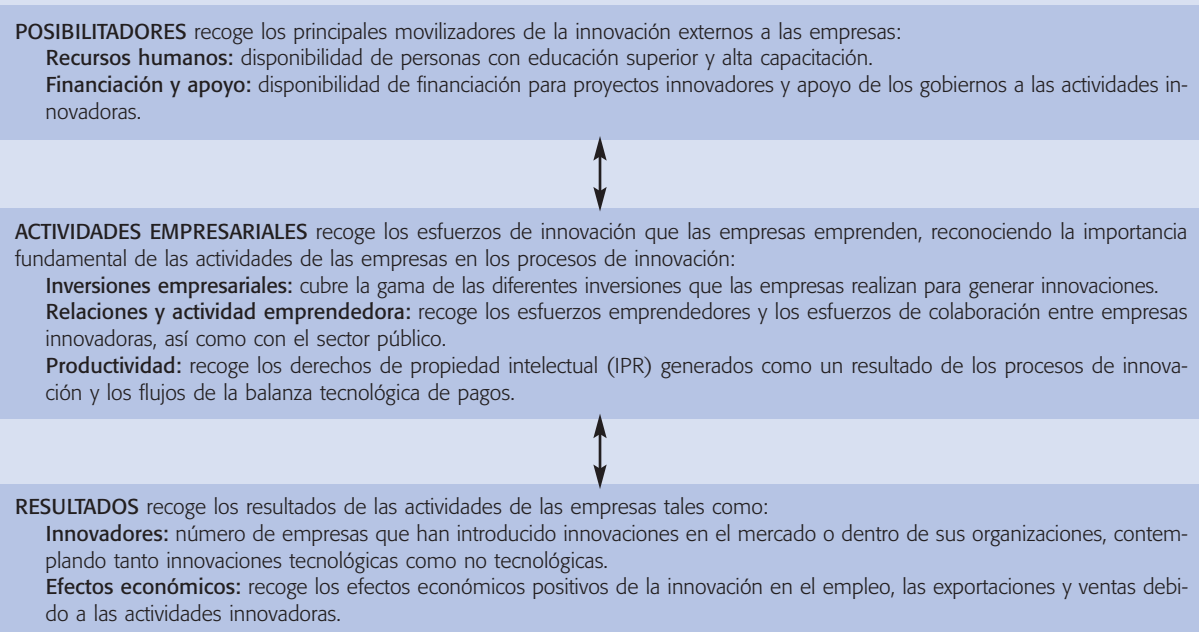 POSIBILITADORES recoge los principales movilizadores de la innovación externos a las empresas:
Recursos humanos: disponibilidad de personas con educación superior y alta capacitación.
Financiación y apoyo: disponibilidad de financiación para proyectos innovadores y apoyo de los gobiernos a las actividades in-
novadoras.
ACTIVIDADES EMPRESARIALES recoge los esfuerzos de innovación que las empresas emprenden, reconociendo la importancia
fundamental de las actividades de las empresas en los procesos de innovación:
Inversiones empresariales: cubre la gama de las diferentes inversiones que las empresas realizan para generar innovaciones.
Relaciones y actividad emprendedora: recoge los esfuerzos emprendedores y los esfuerzos de colaboración entre empresas
innovadoras, así como con el sector público.
Productividad: recoge los derechos de propiedad intelectual (IPR) generados como un resultado de los procesos de innova-
ción y los flujos de la balanza tecnológica de pagos.
RESULTADOS recoge los resultados de las actividades de las empresas tales como:
Innovadores: número de empresas que han introducido innovaciones en el mercado o dentro de sus organizaciones, contem-
plando tanto innovaciones tecnológicas como no tecnológicas.
Efectos económicos: recoge los efectos económicos positivos de la innovación en el empleo, las exportaciones y ventas debi-
do a las actividades innovadoras.